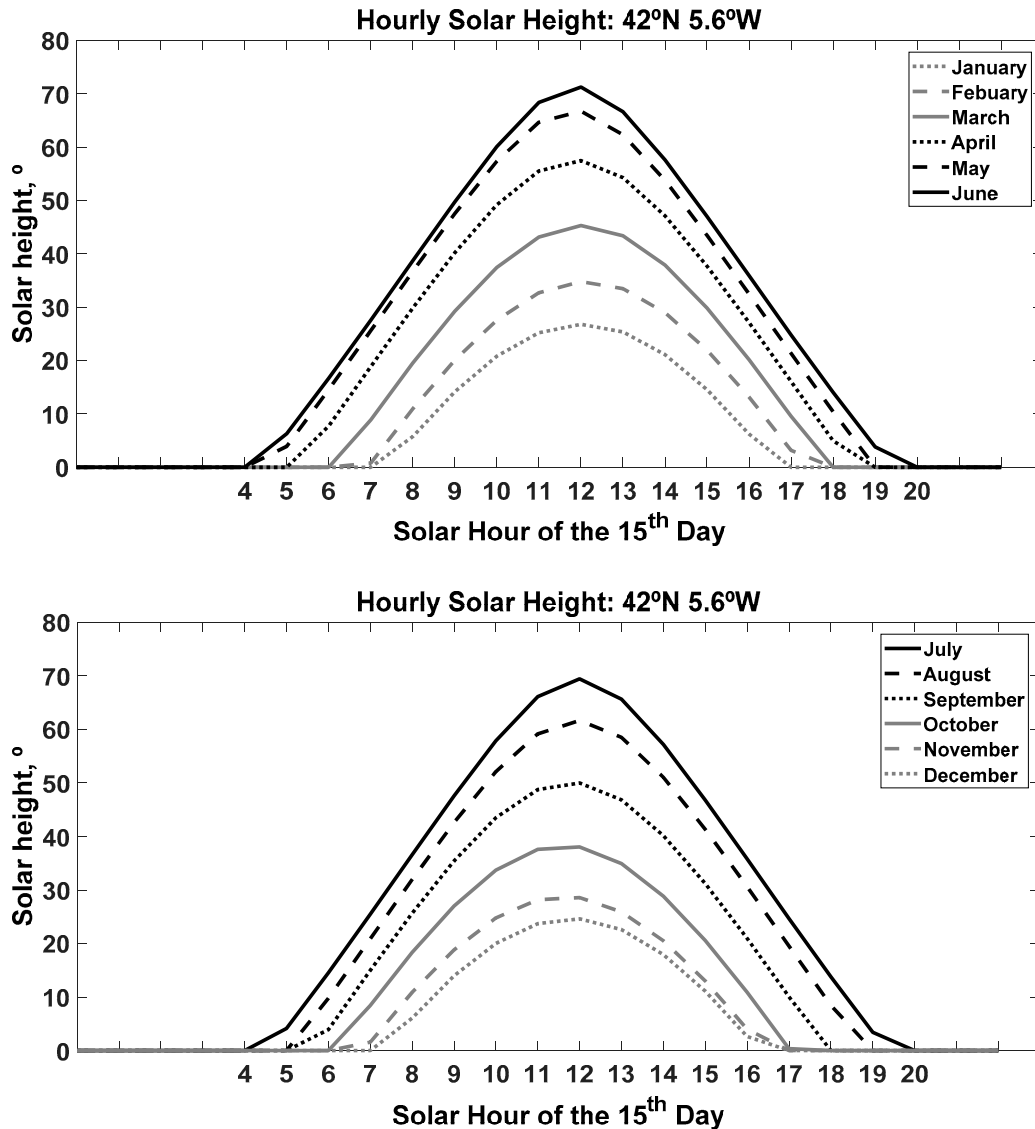 Hourly Solar Height: 42ºN 5.6ºW
80
70
60
50
40
30
20
10
0
Solar height, º
January
Febuary
March
April
May
June
4 5 6 7 8 9 10 11 12 13 14 15 16 17 18 19 20
Solar Hour of the 15th Day
Hourly Solar Height: 42ºN 5.6ºW
80
70
60
50
40
30
20
10
0
Solar height, º
July
August
September
October
November
December
4 5 6 7 8 9 10 11 12 13 14 15 16 17 18 19 20
Solar Hour of the 15th Day